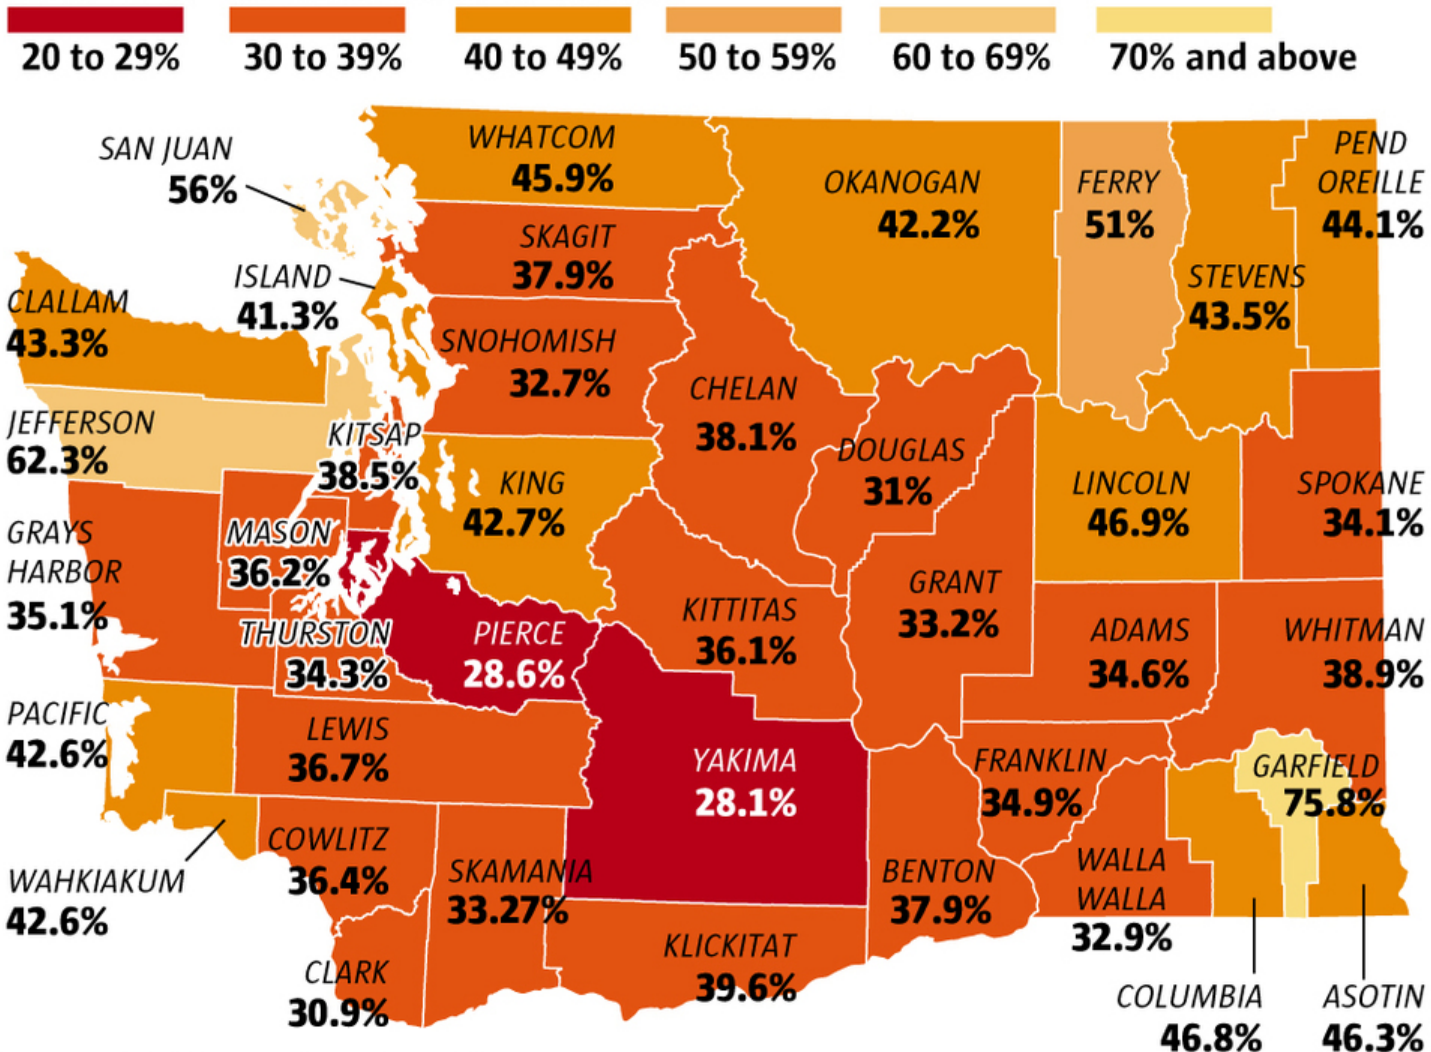 20 to 29%
30 to 39%
40 to 49%
50 to 59%
60 to 69%
70% and above
SAN JUAN
56%
WHATCOM
45.9%
OKANOGAN
42.2%
FERRY
51%
PEND
OREILLE
44.1%
SKAGIT
37.9%
ISLAND
41.3%
STEVENS
43.5%
CLALLAM
43.3%
SNOHOMISH
32.7%
CHELAN
38.1%
JEFFERSON
62.3%
KITSAP
38.5%
DOUGLAS
31%
KING
42.7%
LINCOLN
46.9%
SPOKANE
34.1%
GRAYS
HARBOR
35.1%
MASON
36.2%
KITTITAS
36.1%
GRANT
33.2%
THURSTON
34.3%
PIERCE
28.6%
ADAMS
34.6%
WHITMAN
38.9%
PACIFIC
42.6%
LEWIS
36.7%
YAKIMA
28.1%
FRANKLIN
34.9%
GARFIELD
75.8%
WAHKIAKUM
42.6%
COWLITZ
36.4%
SKAMANIA
33.27%
BENTON
37.9%
WALLA
WALLA
32.9%
CLARK
30.9%
KLICKITAT
39.6%
COLUMBIA
46.8%
ASOTIN
46.3%